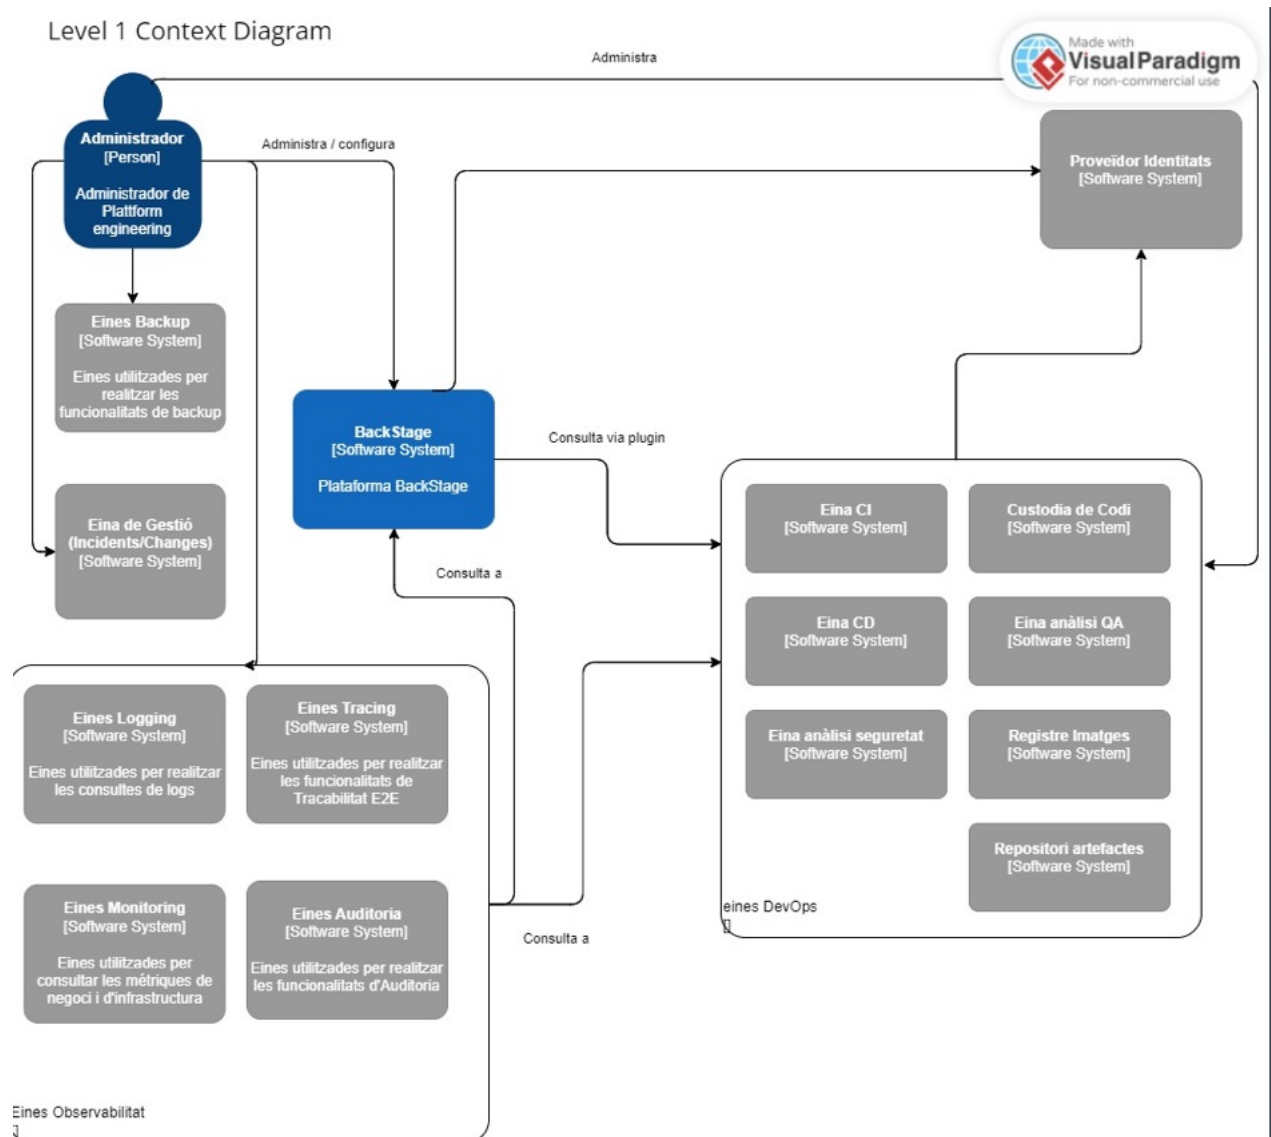 Level 1 Context Diagram
Made with
Visual Paradigm
For non-commercial use
Administra
Administrador
[Person]
Administrador de
Plattform
engineering
Administra / configura
Proveïdor Identitats
[Software System]
Eines Backup
[Software System]
Eines utilitzades per
realitzar les
funcionalitats de backup
BackStage
[Software System]
Plataforma BackStage
Consulta via plugin
Eina de Gestió
(Incidents/Changes)
[Software System]
Consulta a
Eina CI
[Software System]
Custodia de Codi
[Software System]
Eina CD
[Software System]
Eina anàlisi QA
[Software System]
Eina anàlisi seguretat
[Software System]
Registre Imatges
[Software System]
Repositori artefactes
[Software System]
eines DevOps
[]
Eines Logging
[Software System]
Eines utilitzades per realitzar
les consultes de logs
Eines Tracing
[Software System]
Eines utilitzades per realitzar
les funcionalitats de
Tracabilitat E2E
Eines Monitoring
[Software System]
Eines utilitzades per
consultar les métriques de
negoci i d'infrastructura
Eines Auditoria
[Software System]
Eines utilitzades per realitzar
les funcionalitats d'Auditoria
Consulta a
Eines Observabilitat
[]